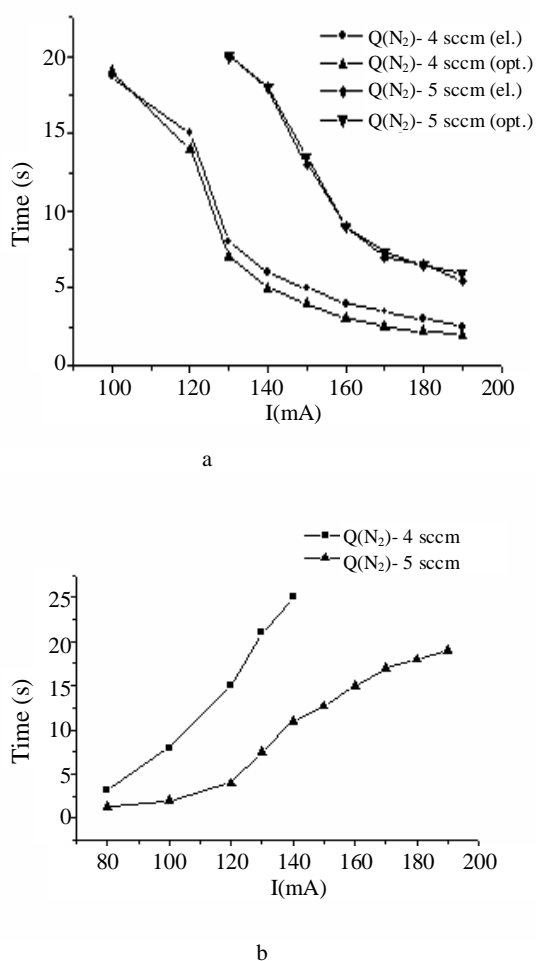 Q(N₂)- 4 sccm (el.)
Q(N₂)- 4 sccm (opt.)
Q(N₂)- 5 sccm (el.)
Q(N₂)- 5 sccm (opt.)
Time (s)
20
15
10
5
0
100 120 140 160 180 200
I(mA)
a
Q(N₂)- 4 sccm
Q(N₂)- 5 sccm
Time (s)
25
20
15
10
5
0
80 100 120 140 160 180 200
I(mA)
b